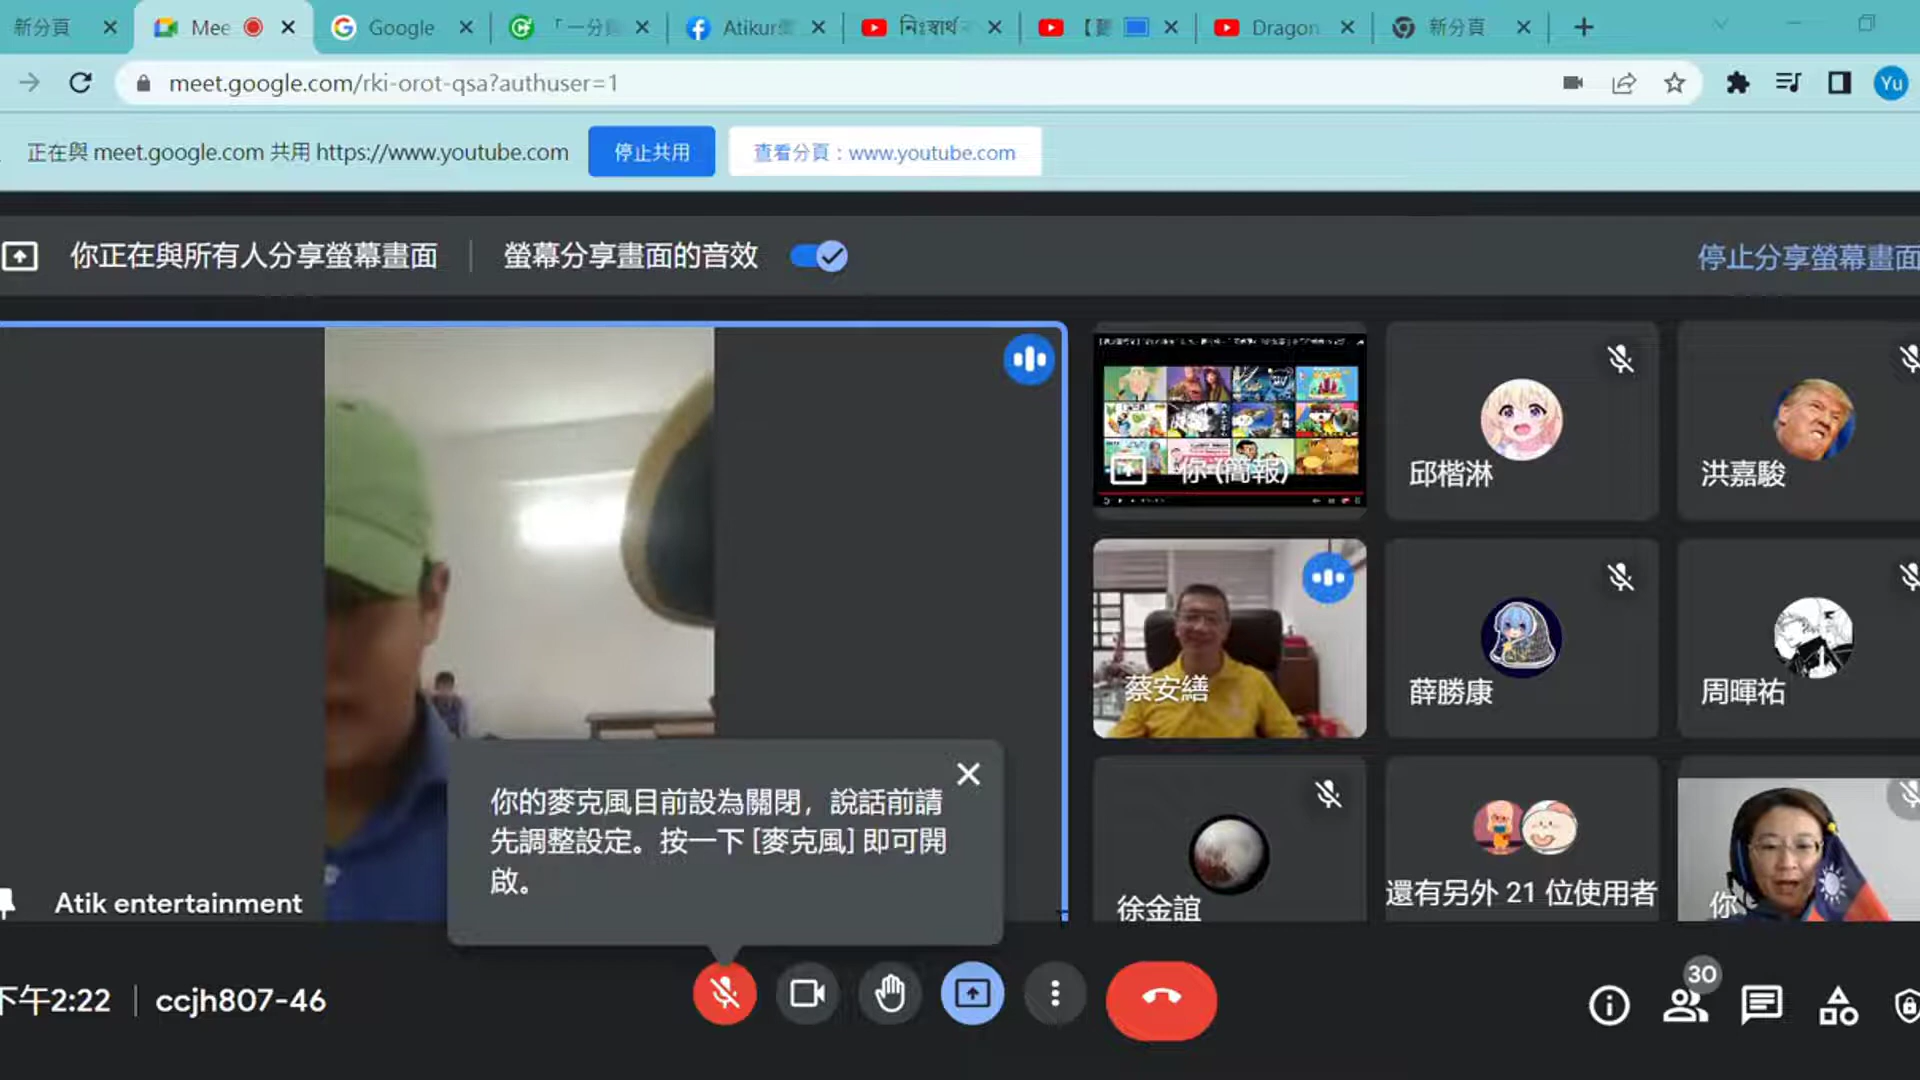 新分頁
Mee
Google
「一分
Atikur
নিঃস্বার্থ
Dragon
新分頁
meet.google.com/rki-orot-qsa?authuser=1
Yu
正在與 meet.google.com 共用 https://www.youtube.com
停止共用
查看分頁：www.youtube.com
你正在與所有人分享螢幕畫面
螢幕分享畫面的音效
停止分享螢幕畫面
你 (簡報)
邱楷淋
洪嘉駿
蔡安繕
薛勝康
周暉祐
你的麥克風目前設為關閉，說話前請
先調整設定。按一下 [麥克風] 即可開
啟。
Atik entertainment
徐金誼
還有另外 21 位使用者
你
下午2:22
ccjh807-46
30